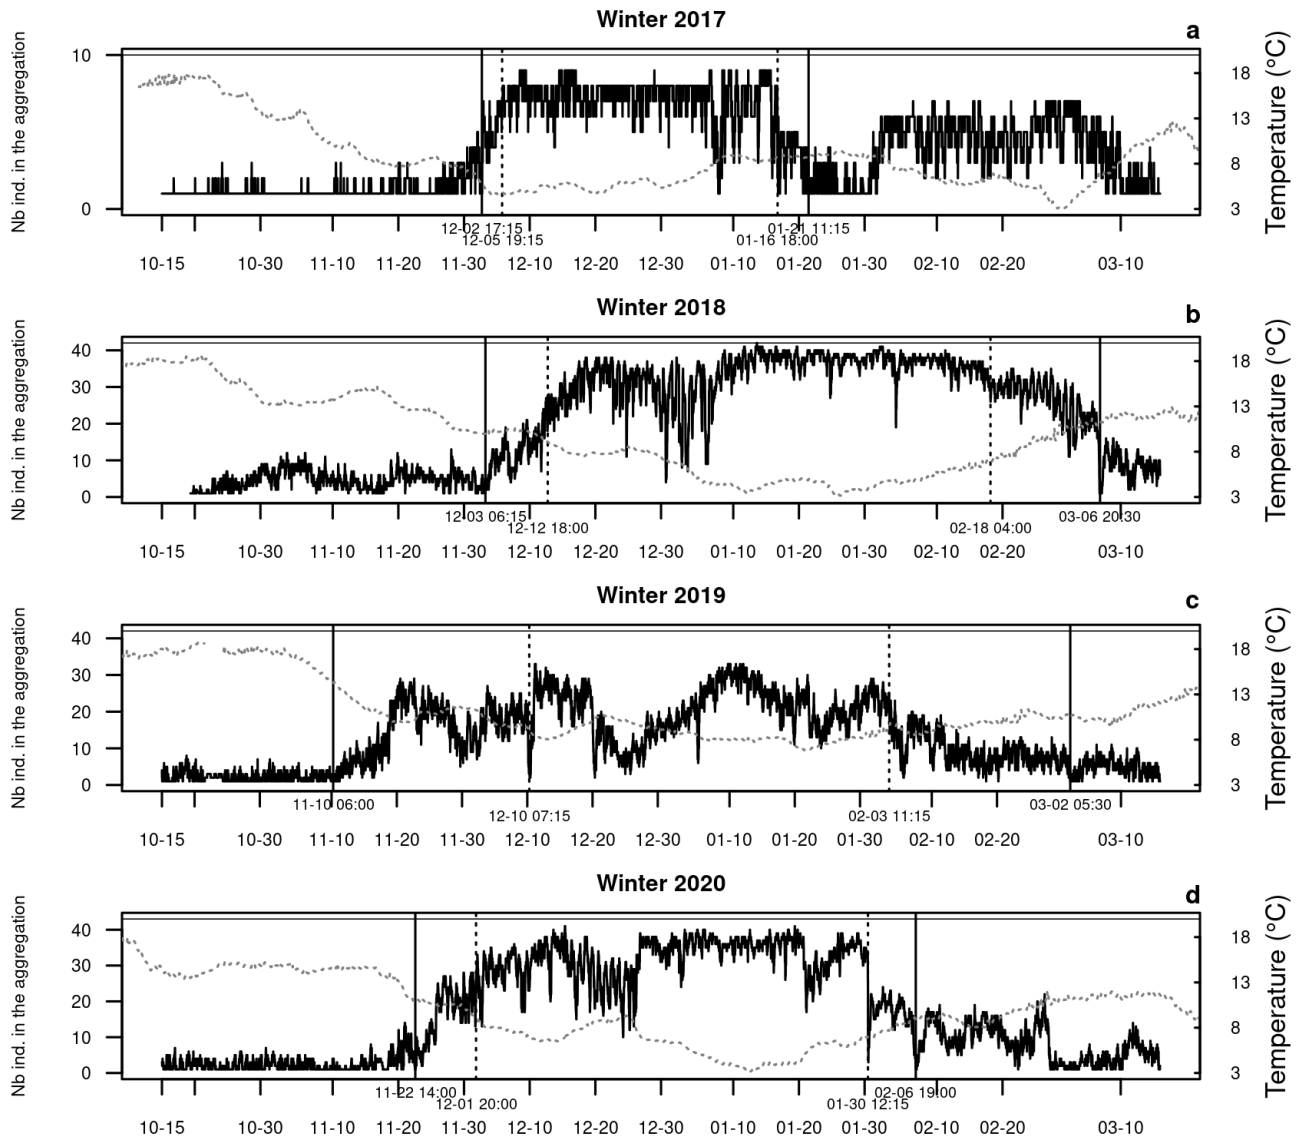 Winter 2017
a
Nb ind. in the aggregation
10
0
18
13
8
3
Temperature (°C)
12-02 17:15
12-05 19:15
01-21 11:15
01-16 18:00
10-15 10-30 11-10 11-20 11-30 12-10 12-20 12-30 01-10 01-20 01-30 02-10 02-20 03-10
Winter 2018
b
Nb ind. in the aggregation
40
30
20
10
0
18
13
8
3
Temperature (°C)
12-03 06:15
12-12 18:00
02-18 04:00
03-06 20:30
10-15 10-30 11-10 11-20 11-30 12-10 12-20 12-30 01-10 01-20 01-30 02-10 02-20 03-10
Winter 2019
c
Nb ind. in the aggregation
40
30
20
10
0
18
13
8
3
Temperature (°C)
11-10 06:00
12-10 07:15
02-03 11:15
03-02 05:30
10-15 10-30 11-10 11-20 11-30 12-10 12-20 12-30 01-10 01-20 01-30 02-10 02-20 03-10
Winter 2020
d
Nb ind. in the aggregation
40
30
20
10
0
18
13
8
3
Temperature (°C)
11-22 14:00
12-01 20:00
02-06 19:00
01-30 12:15
10-15 10-30 11-10 11-20 11-30 12-10 12-20 12-30 01-10 01-20 01-30 02-10 02-20 03-10